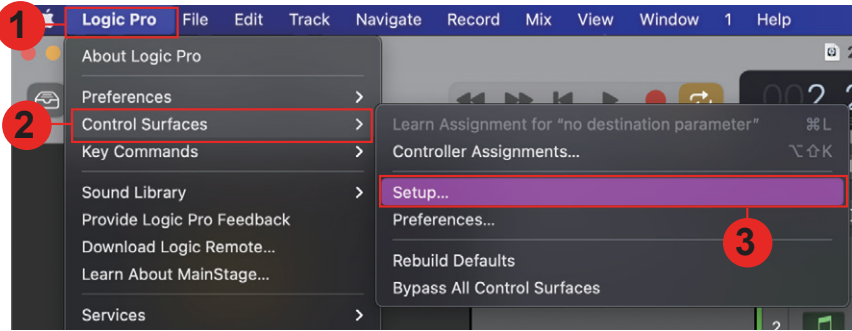 1
Logic Pro File Edit Track Navigate Record Mix View Window 1 Help
About Logic Pro
Preferences
2
Control Surfaces
Key Commands
Sound Library
Provide Logic Pro Feedback
Download Logic Remote...
Learn About MainStage...
Services
Learn Assignment for “no destination parameter” ⌘L
Controller Assignments... ⌥⇧K
Setup...
Preferences...
3
Rebuild Defaults
Bypass All Control Surfaces
002
2